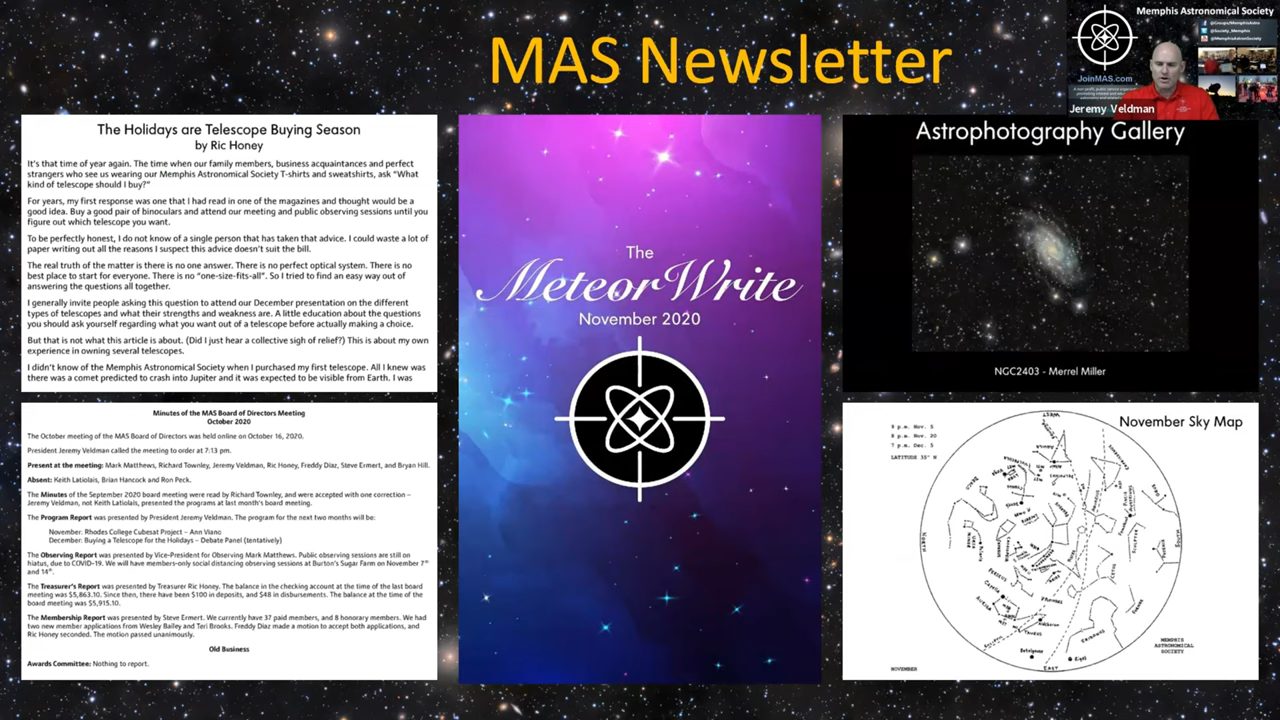 MAS Newsletter
Memphis Astronomical Society
@Society_Memphis
@MemphisAstroSociety
JoinMAS.com
Jeremy Veldman
The Holidays are Telescope Buying Season
by Ric Honey
It's that time of year again. The time when our family members, business acquaintances and perfect
strangers who see us wearing our Memphis Astronomical Society T-shirts and sweatshirts, ask "What
kind of telescope should I buy?"
For years, my first response was one that I had read in one of the magazines and thought would be a
good idea. Buy a good pair of binoculars and attend our meeting and public observing sessions until you
figure out which telescope you want.
To be perfectly honest, I do not know of a single person that has taken that advice. I could waste a lot of
paper writing out all the reasons I suspect this advice doesn't suit the bill.
The real truth of the matter is there is no one answer. There is no perfect optical system. There is no
best place to start for everyone. There is no "one-size-fits-all". So I tried to find an easy way out of
answering the questions all together.
I generally invite people asking this question to attend our December presentation on the different
types of telescopes and what their strengths and weakness are. A little education about the questions
you should ask yourself regarding what you want out of a telescope before actually making a choice.
But that is not what this article is about. (Did I just hear a collective sigh of relief?) This is about my own
experience in owning several telescopes.
I didn't know of the Memphis Astronomical Society when I purchased my first telescope. All I knew was
there was a comet predicted to crash into Jupiter and it was expected to be visible from Earth. I was
Minutes of the MAS Board of Directors Meeting
October 2020
The October meeting of the MAS Board of Directors was held online on October 16, 2020.
President Jeremy Veldman called the meeting to order at 7:13 pm.
Present at the meeting: Mark Matthews, Richard Townley, Jeremy Veldman, Ric Honey, Freddy Diaz, Steve Ermert, and Bryan Hill.
Absent: Keith Latiolais, Brian Hancock and Ron Peck.
The Minutes of the September 2020 board meeting were read by Richard Townley, and were accepted with one correction –
Jeremy Veldman, not Keith Latiolais, presented the programs at last month's board meeting.
The Program Report was presented by President Jeremy Veldman. The program for the next two months will be:
November: Rhodes College Cubesat Project – Ann Viano
December: Buying a Telescope for the Holidays – Debate Panel (tentatively)
The Observing Report was presented by Vice-President for Observing Mark Matthews. Public observing sessions are still on
hiatus, due to COVID-19. We will have members-only social distancing observing sessions at Burton's Sugar Farm on November 7th
and 14th.
The Treasurer's Report was presented by Treasurer Ric Honey. The balance in the checking account at the time of the last board
meeting was $5,863.10. Since then, there have been $100 in deposits, and $48 in disbursements. The balance at the time of the
board meeting was $5,915.10.
The Membership Report was presented by Steve Ermert. We currently have 37 paid members, and 8 honorary members. We had
two new member applications from Wesley Bailey and Teri Brooks. Freddy Diaz made a motion to accept both applications, and
Ric Honey seconded. The motion passed unanimously.
Old Business
Awards Committee: Nothing to report.
The
MeteorWrite
November 2020
Astrophotography Gallery
NGC2403 - Merrel Miller
November Sky Map
9 p.m. Nov. 5
8 p.m. Nov. 20
7 p.m. Dec. 5
LATITUDE 35° N
WEST
NORTH
SOUTH
Betelgeuse
Rigel
EAST
MEMPHIS
ASTRONOMICAL
SOCIETY
NOVEMBER